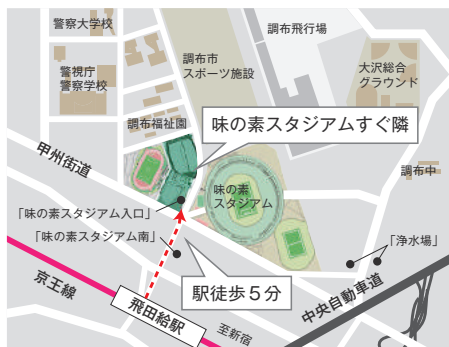 警察大学校
調布飛行場
警視庁
警察学校
調布市
スポーツ施設
大沢総合
グラウンド
調布福祉園
味の素スタジアムすぐ隣
甲州街道
調布中
味の素
スタジアム
「味の素スタジアム入口」
「味の素スタジアム南」
「浄水場」
駅徒歩5分
京王線
中央自動車道
飛田給駅
至新宿